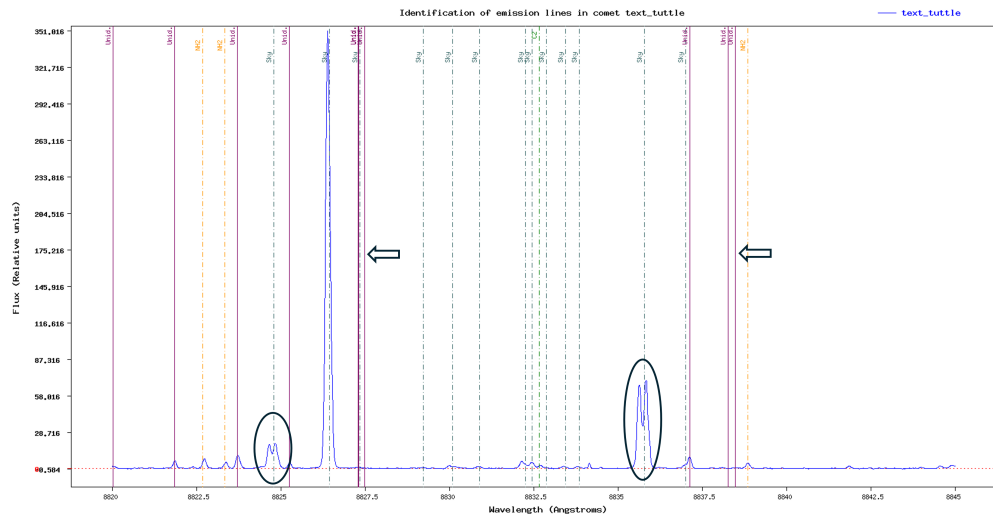 Identification of emission lines in comet text_tuttle
text_tuttle
Unid.
Unid.
NH2
NH2
Unid.
Sky
Unid.
Sky
Unid.
Sky
Unid.
Sky
Sky
Sky
Sky
Sky
C2
Sky
Sky
Sky
Sky
Sky
Unid.
Unid.
Unid.
NH2
351,016
321,716
292,416
263,116
233,816
204,516
175,216
145,916
116,616
87,316
58,016
28,716
-0,584
Flux (Relative units)
8820
8822.5
8825
8827.5
8830
8832.5
8835
8837.5
8840
8842.5
8845
Wavelength (Angstroms)